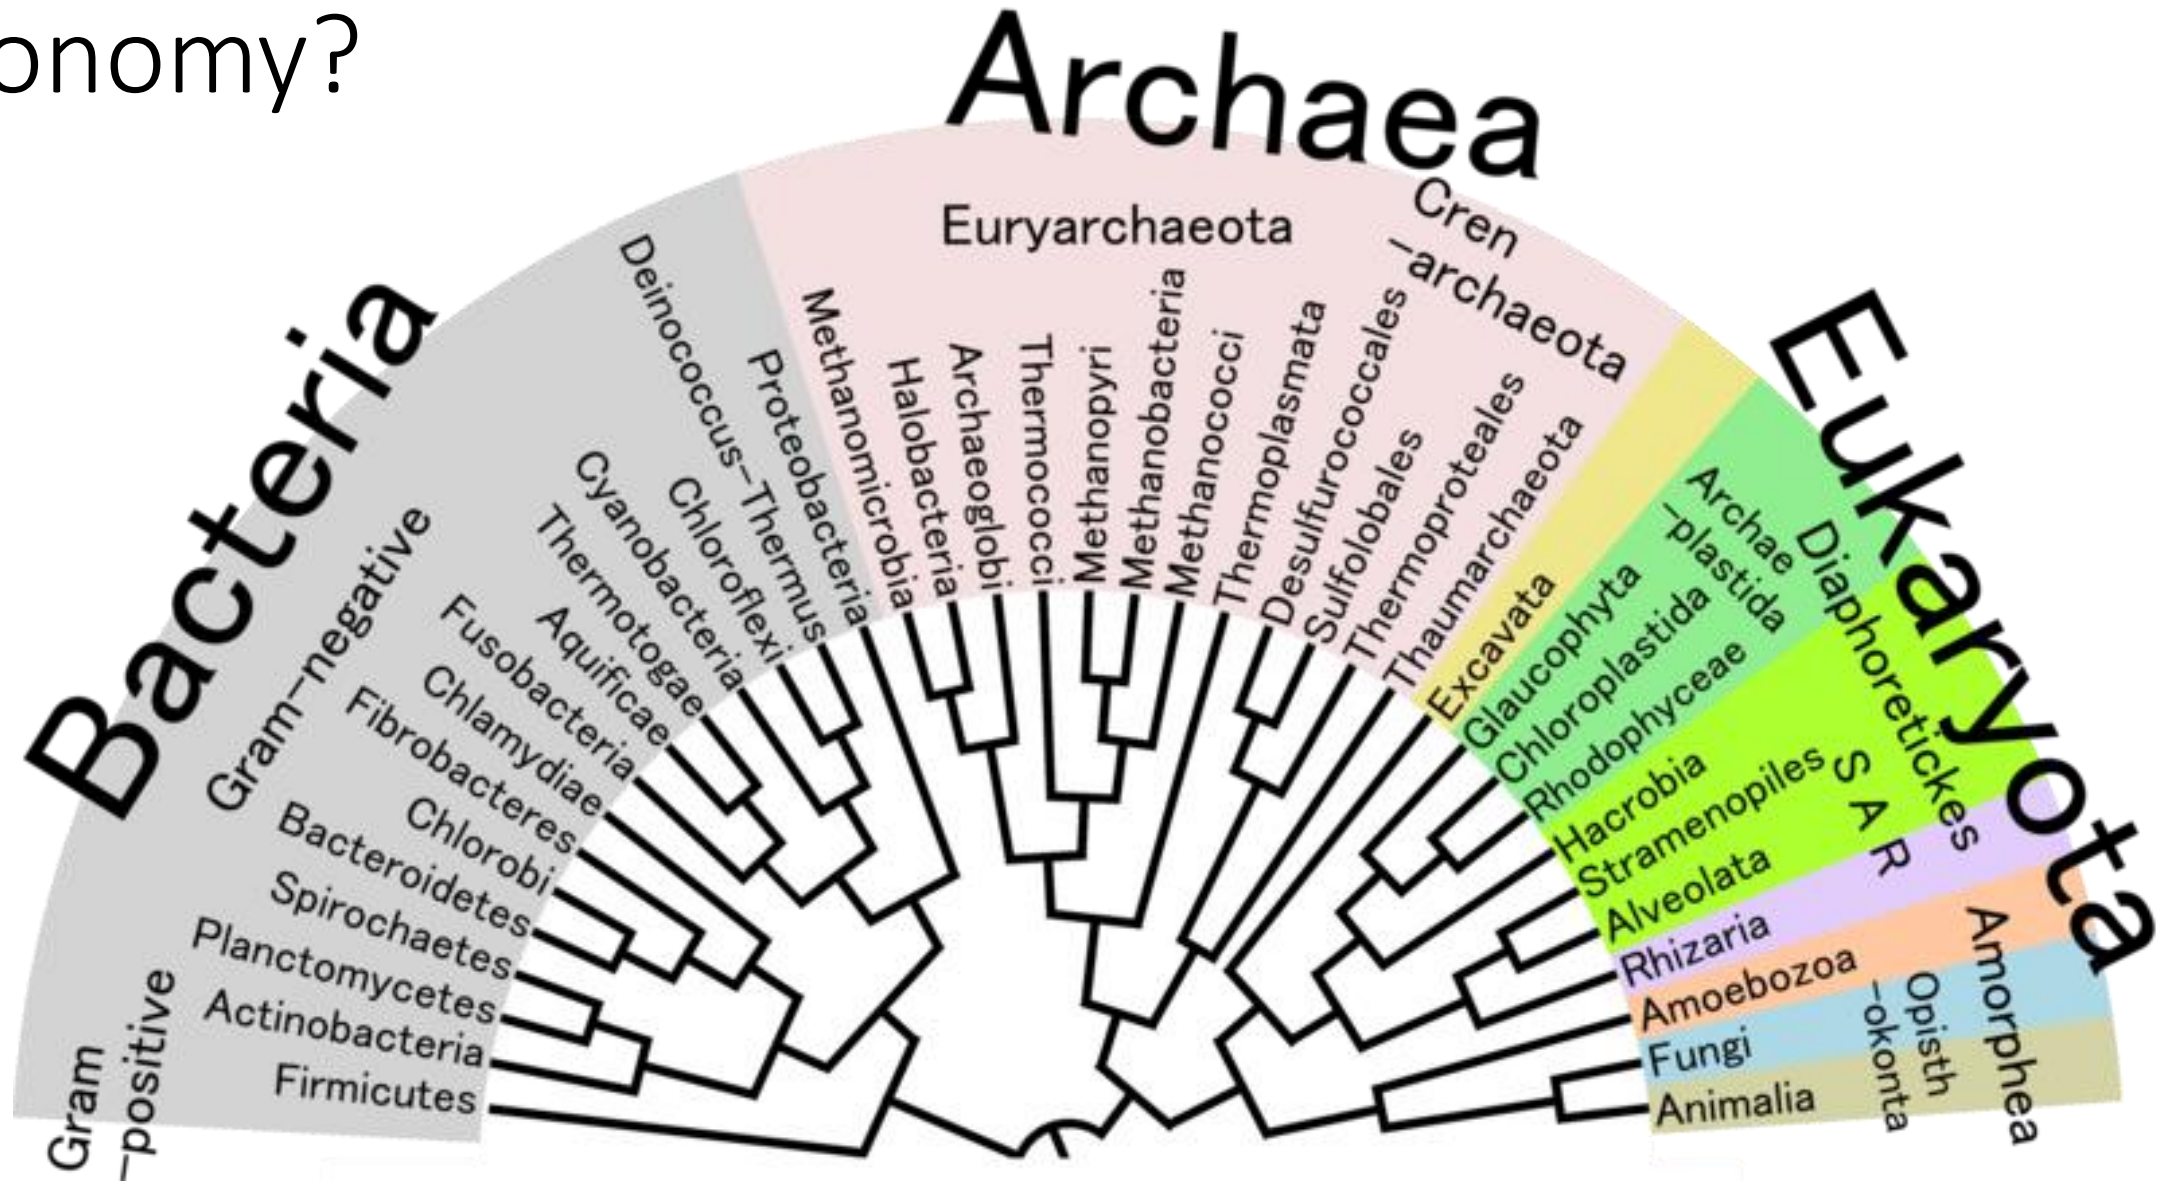 onomy?
Archaea
Bacteria
Eukaryota
Euryarchaeota
Cren
-archaeota
Gram-negative
Gram
-positive
Firmicutes
Actinobacteria
Planctomycetes
Spirochaetes
Bacteroidetes
Chlorobi
Fibrobacteres
Chlamydiae
Fusobacteria
Aquificae
Thermotogae
Cyanobacteria
Chloroflexi
Deinococcus-Thermus
Proteobacteria
Methanomicrobia
Halobacteria
Archaeoglobi
Thermococci
Methanopyri
Methanobacteria
Methanococci
Thermoplasmata
Desulfurococcales
Sulfolobales
Thermoproteales
Thaumarchaeota
Excavata
Glaucophyta
Chloroplastida
Rhodophyceae
Archae
-plastida
Diaphoretickes
Hacrobia
Stramenopiles
Alveolata
Rhizaria
S A R
Amoebozoa
Fungi
Animalia
Opisth
-okonta
Amorphea